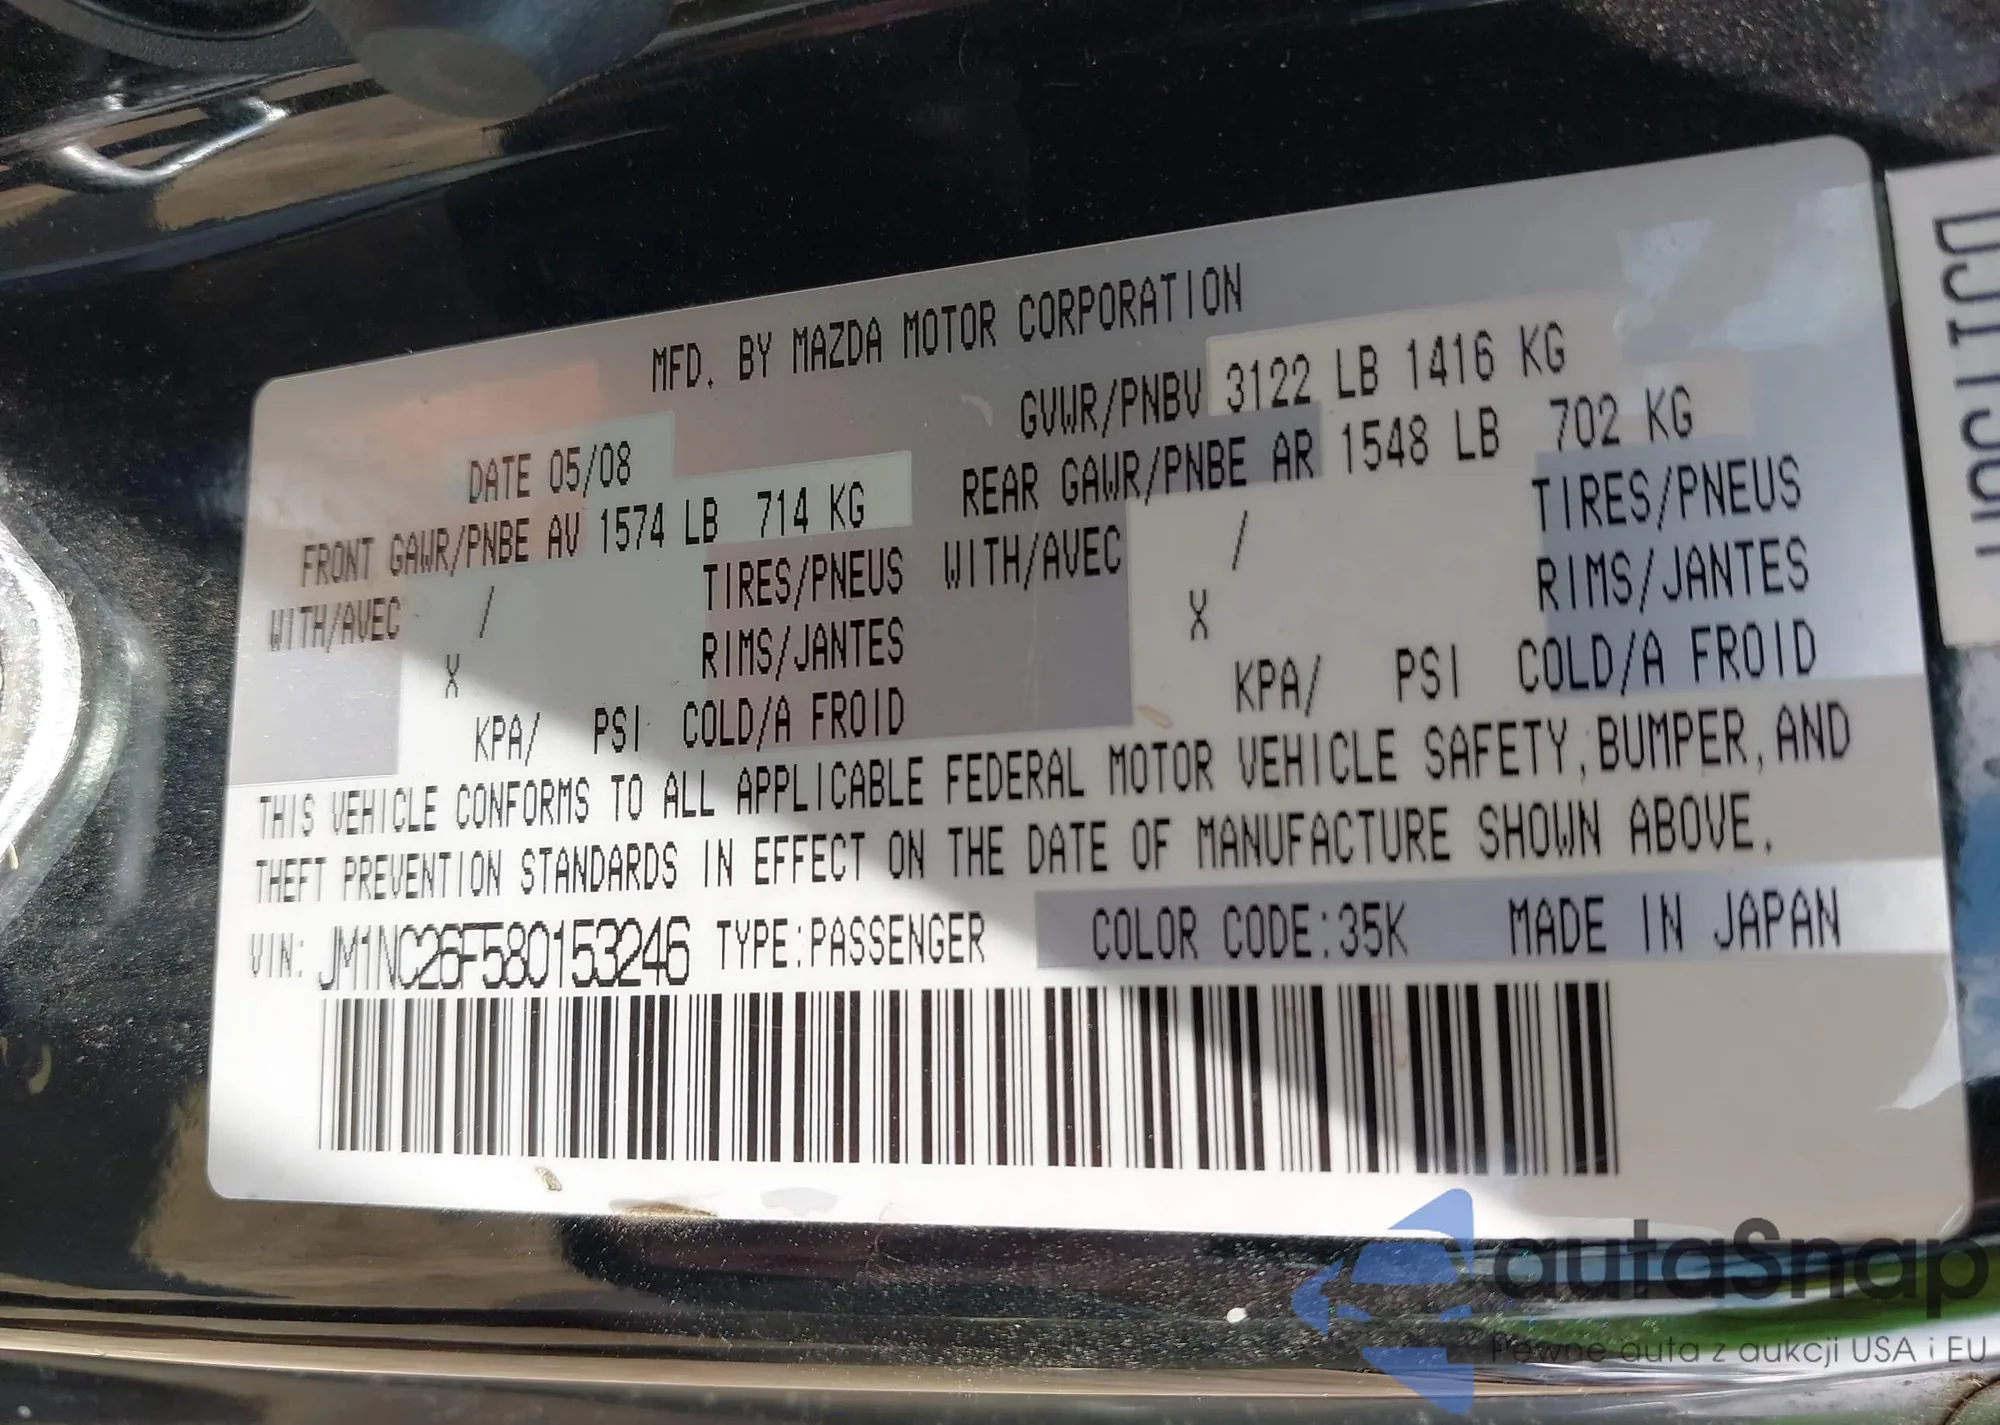 MFD. BY MAZDA MOTOR CORPORATION
DATE 05/08 GVWR/PNBV 3122 LB 1416 KG
FRONT GAWR/PNBE AV 1574 LB 714 KG REAR GAWR/PNBE AR 1548 LB 702 KG
WITH/AVEC / TIRES/PNEUS WITH/AVEC / TIRES/PNEUS
X RIMS/JANTES X RIMS/JANTES
KPA/ PSI COLD/A FROID KPA/ PSI COLD/A FROID
THIS VEHICLE CONFORMS TO ALL APPLICABLE FEDERAL MOTOR VEHICLE SAFETY,BUMPER,AND
THEFT PREVENTION STANDARDS IN EFFECT ON THE DATE OF MANUFACTURE SHOWN ABOVE.
VIN: JM1NC26F580153246 TYPE:PASSENGER COLOR CODE:35K MADE IN JAPAN
autaSnap
Pewne auta z aukcji USA i EU